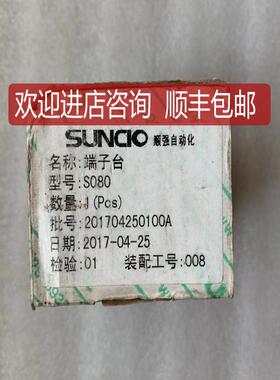 欢迎进店咨询 顺丰包邮
SUNCIO 顺强自动化
名称:端子台
型号:S080
数量:1(Pcs)
批号:201704250100A
日期:2017-04-25
检验:01 装配工号:008